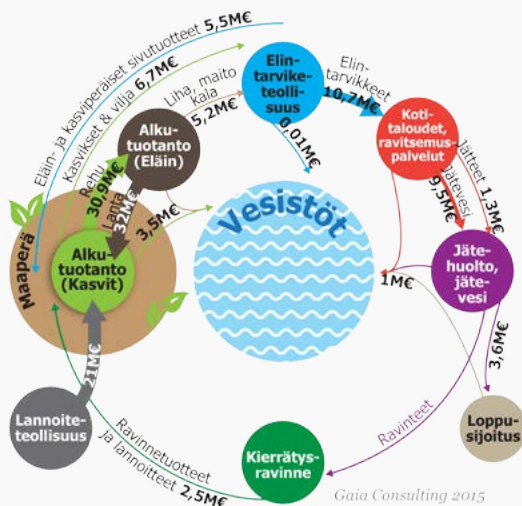 Eläin- ja kasviperäiset sivutuotteet 5,5M€
Kasvikset & vilja 6,7M€
Liha, maito
kala
5,2M€
Elin-
tarvike-
teolli-
suus
Elin-
tarvikkeet
10,7M€
0,01M€
Koti-
taloudet,
ravitsemus-
palvelut
Jätteet 1,3M€
Jätevesi
9,5M€
Alku-
tuotanto
(Eläin)
Rehu
30,9M€
Lanta
32M€
3,5M€
Maaperä
Alku-
tuotanto
(Kasvit)
Vesistöt
1M€
Jäte-
huolto,
jäte-
vesi
3,6M€
21M€
Lannoite-
teollisuus
Ravinnetuotteet
ja lannoitteet 2,5M€
Kierrätys-
ravinne
Ravinteet
Loppu-
sijoitus
Gaia Consulting 2015